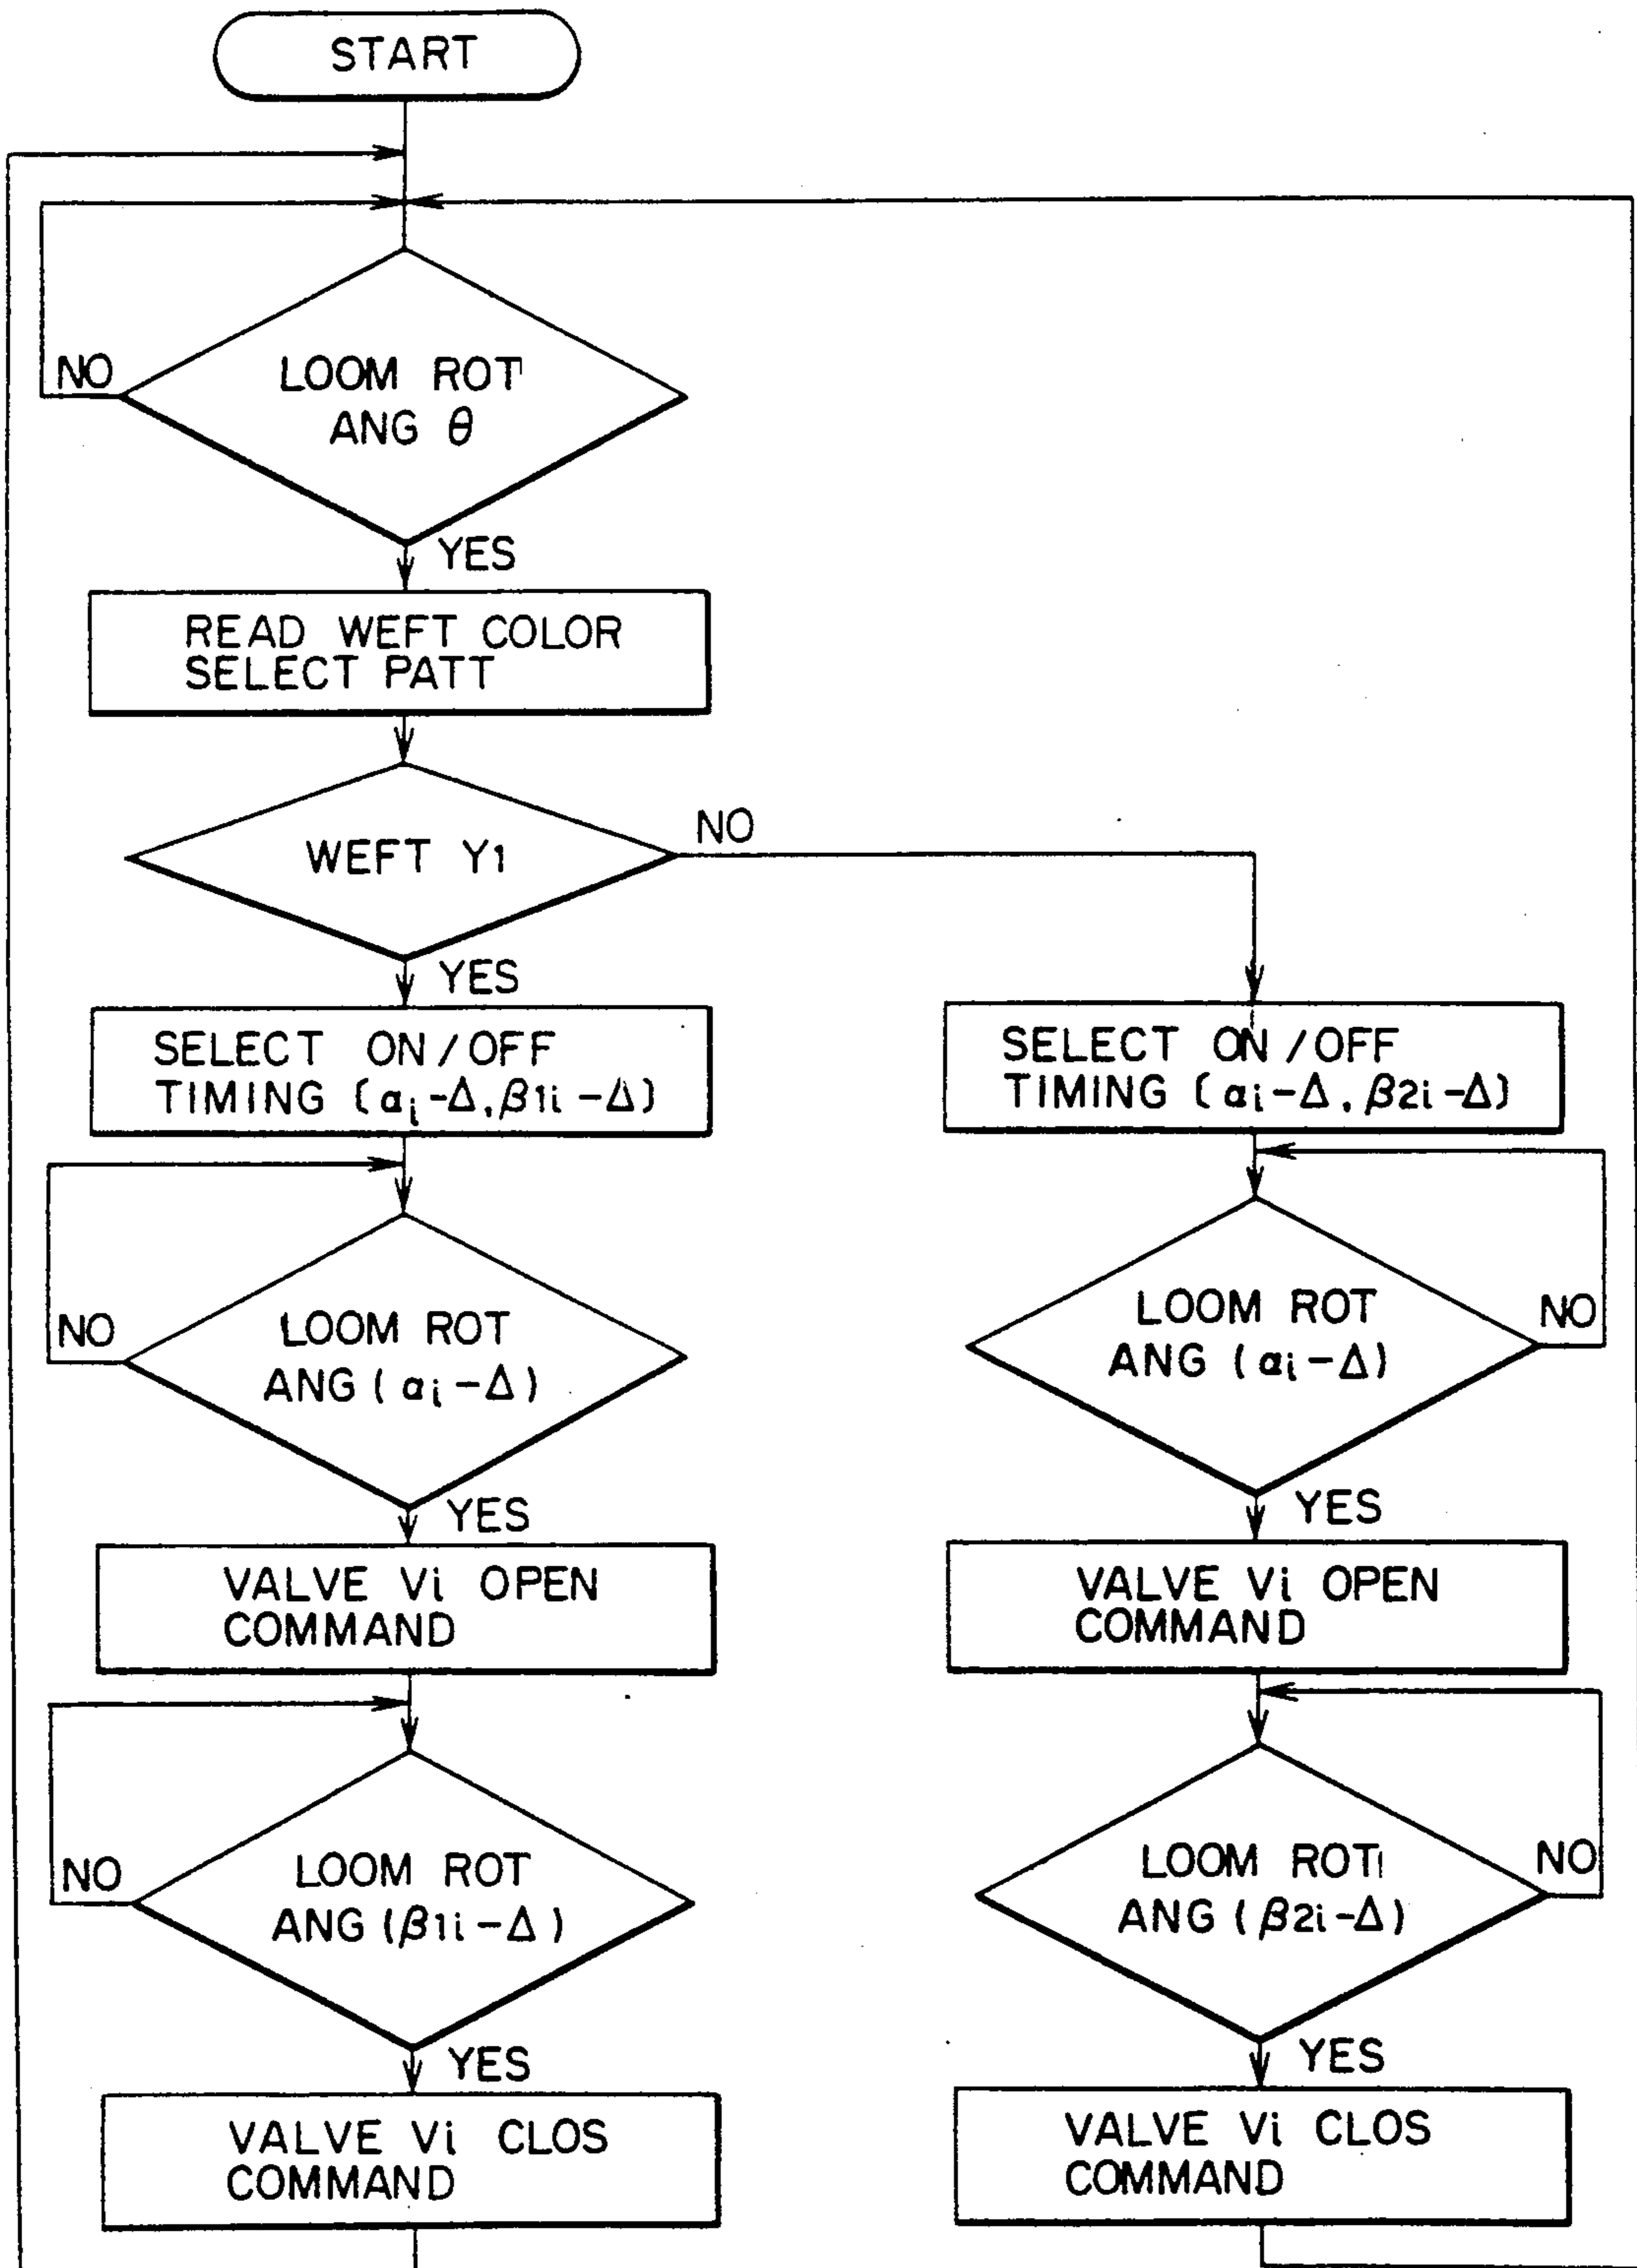 START
NO
LOOM ROT
ANG θ
YES
READ WEFT COLOR
SELECT PATT
WEFT Y1
NO
YES
SELECT ON/OFF
TIMING (αi-Δ, β1i-Δ)
NO
LOOM ROT
ANG (αi-Δ)
YES
VALVE Vi OPEN
COMMAND
NO
LOOM ROT
ANG (β1i-Δ)
YES
VALVE Vi CLOS
COMMAND
SELECT ON/OFF
TIMING (αi-Δ, β2i-Δ)
LOOM ROT
ANG (αi-Δ)
NO
YES
VALVE Vi OPEN
COMMAND
LOOM ROT
ANG (β2i-Δ)
NO
YES
VALVE Vi CLOS
COMMAND